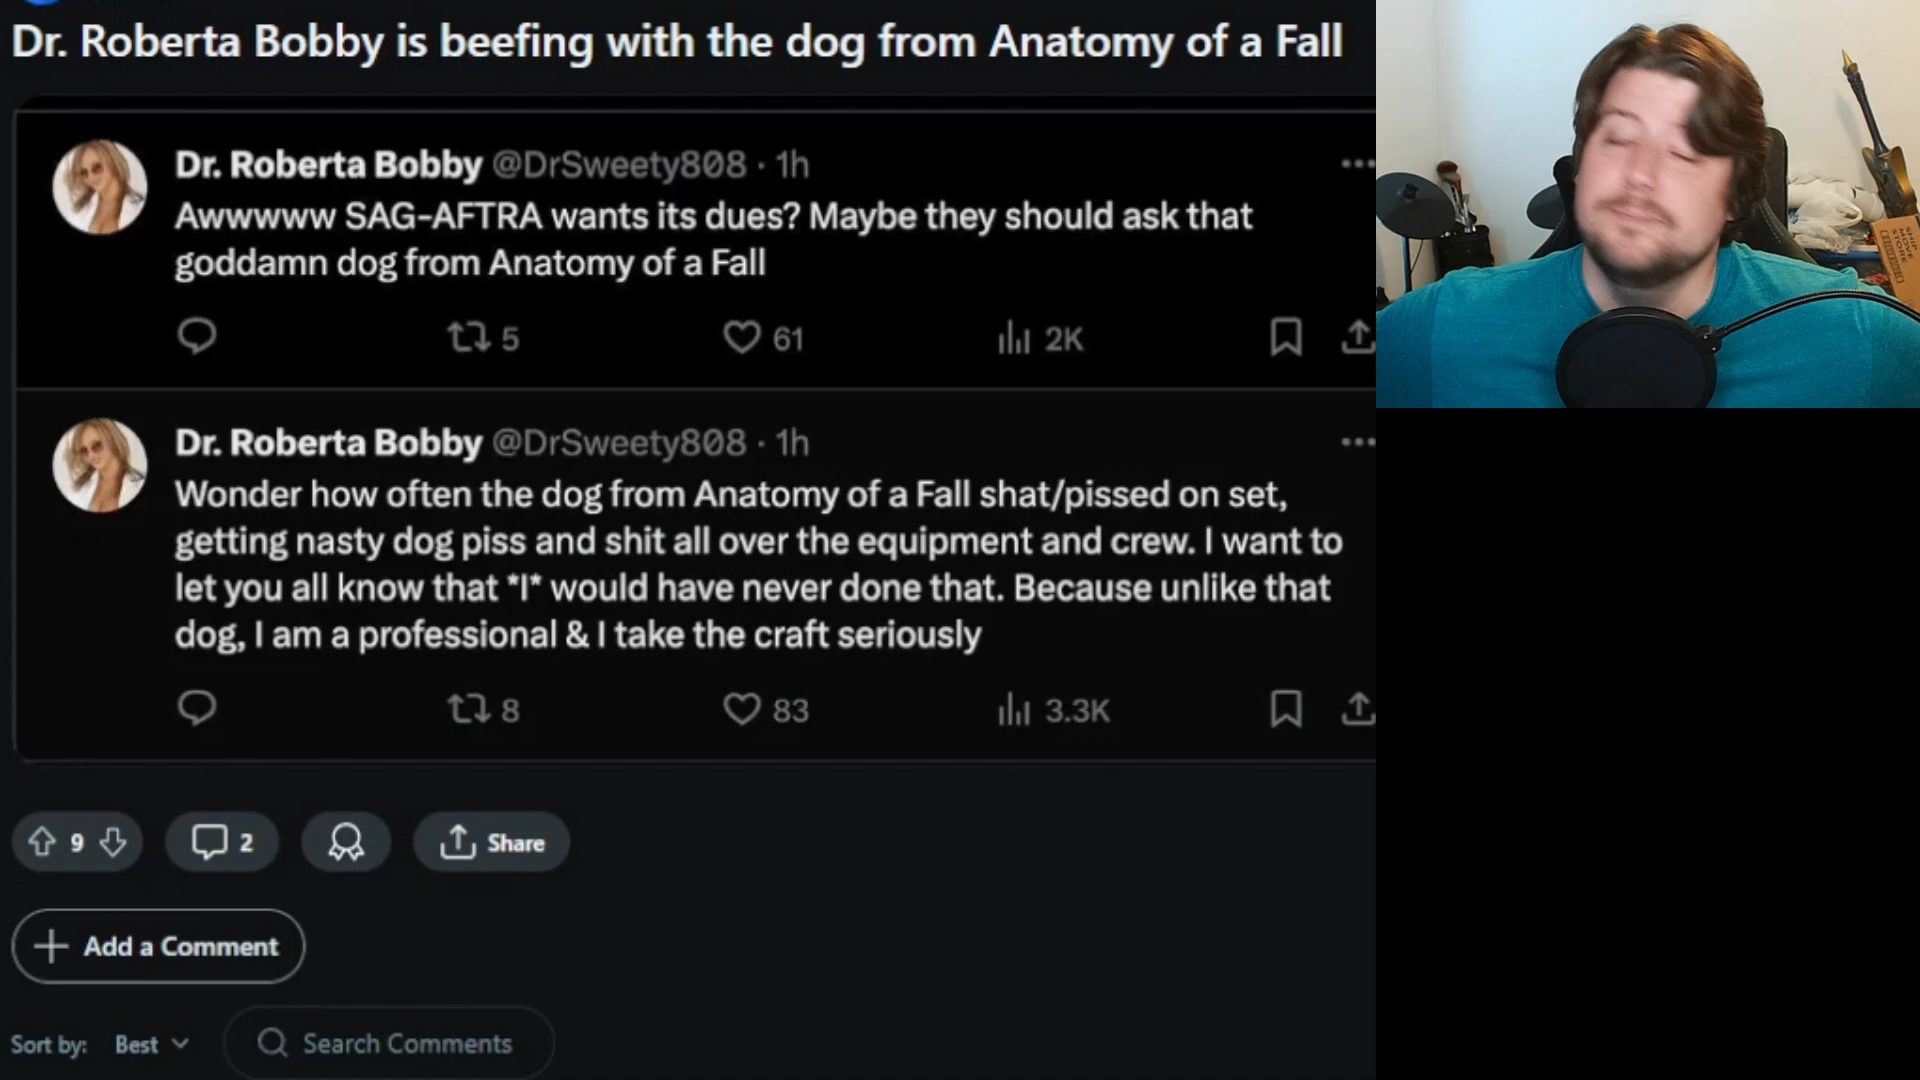 Dr. Roberta Bobby is beefing with the dog from Anatomy of a Fall
Dr. Roberta Bobby @DrSweety808 · 1h
Awwwww SAG-AFTRA wants its dues? Maybe they should ask that
goddamn dog from Anatomy of a Fall
5 61 2K
Dr. Roberta Bobby @DrSweety808 · 1h
Wonder how often the dog from Anatomy of a Fall shat/pissed on set,
getting nasty dog piss and shit all over the equipment and crew. I want to
let you all know that *I* would have never done that. Because unlike that
dog, I am a professional & I take the craft seriously
8 83 3.3K
9 2 Share
Add a Comment
Sort by: Best Search Comments
SHIP
MOVE
STORE